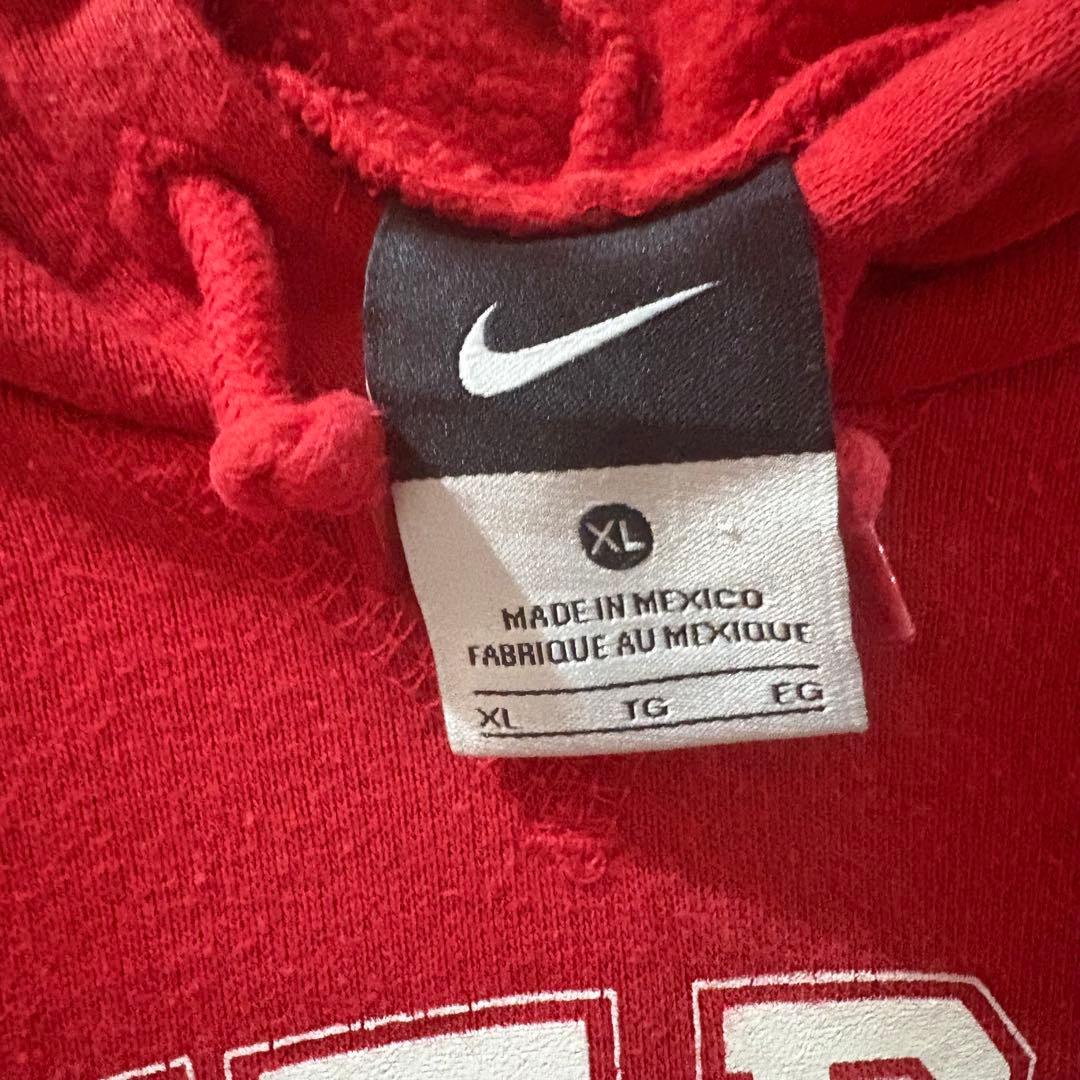 XL
MADE IN MEXICO
FABRIQUE AU MEXIQUE
XL TG EG